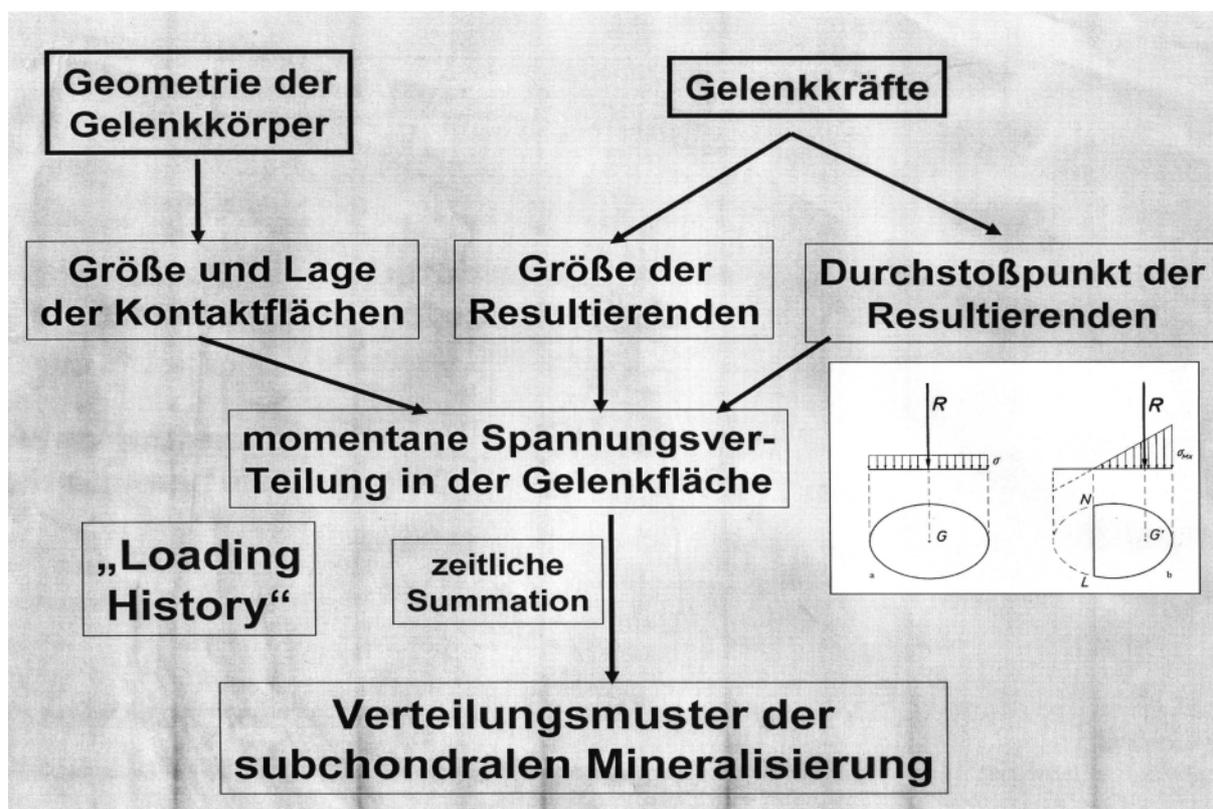 Geometrie der
Gelenkkörper
Gelenkkräfte
Größe und Lage
der Kontaktflächen
Größe der
Resultierenden
Durchstoßpunkt der
Resultierenden
momentane Spannungsver-
Teilung in der Gelenkfläche
R
σ
G
a
R
σMx
N
G'
L
b
„Loading
History“
zeitliche
Summation
Verteilungsmuster der
subchondralen Mineralisierung